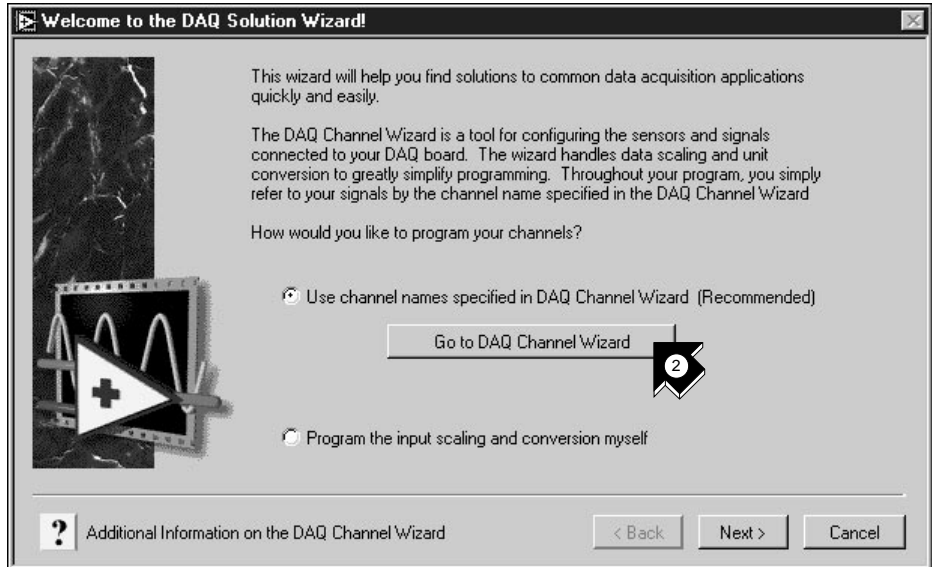 Welcome to the DAQ Solution Wizard!
This wizard will help you find solutions to common data acquisition applications
quickly and easily.
The DAQ Channel Wizard is a tool for configuring the sensors and signals
connected to your DAQ board. The wizard handles data scaling and unit
conversion to greatly simplify programming. Throughout your program, you simply
refer to your signals by the channel name specified in the DAQ Channel Wizard
How would you like to program your channels?
Use channel names specified in DAQ Channel Wizard (Recommended)
Go to DAQ Channel Wizard
2
Program the input scaling and conversion myself
? Additional Information on the DAQ Channel Wizard
< Back
Next >
Cancel